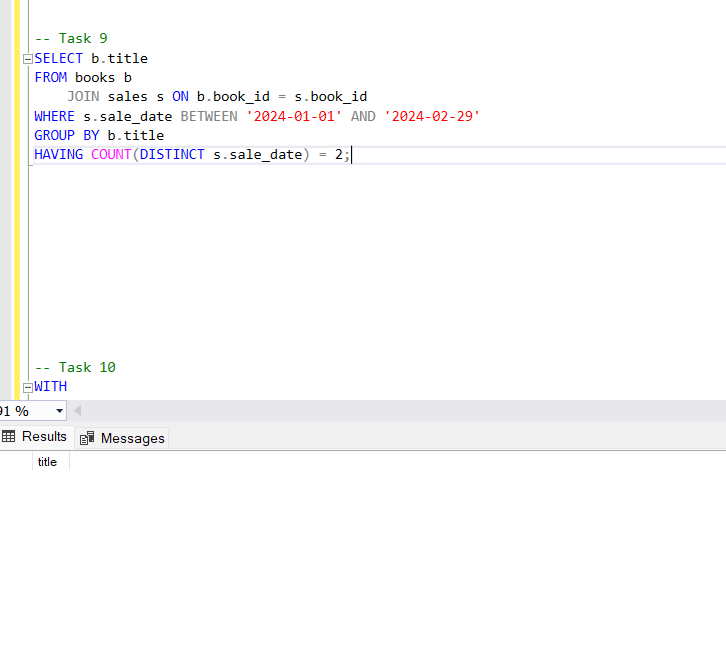 -- Task 9
SELECT b.title
FROM books b
JOIN sales s ON b.book_id = s.book_id
WHERE s.sale_date BETWEEN '2024-01-01' AND '2024-02-29'
GROUP BY b.title
HAVING COUNT(DISTINCT s.sale_date) = 2;
-- Task 10
WITH
91 %
Results Messages
title